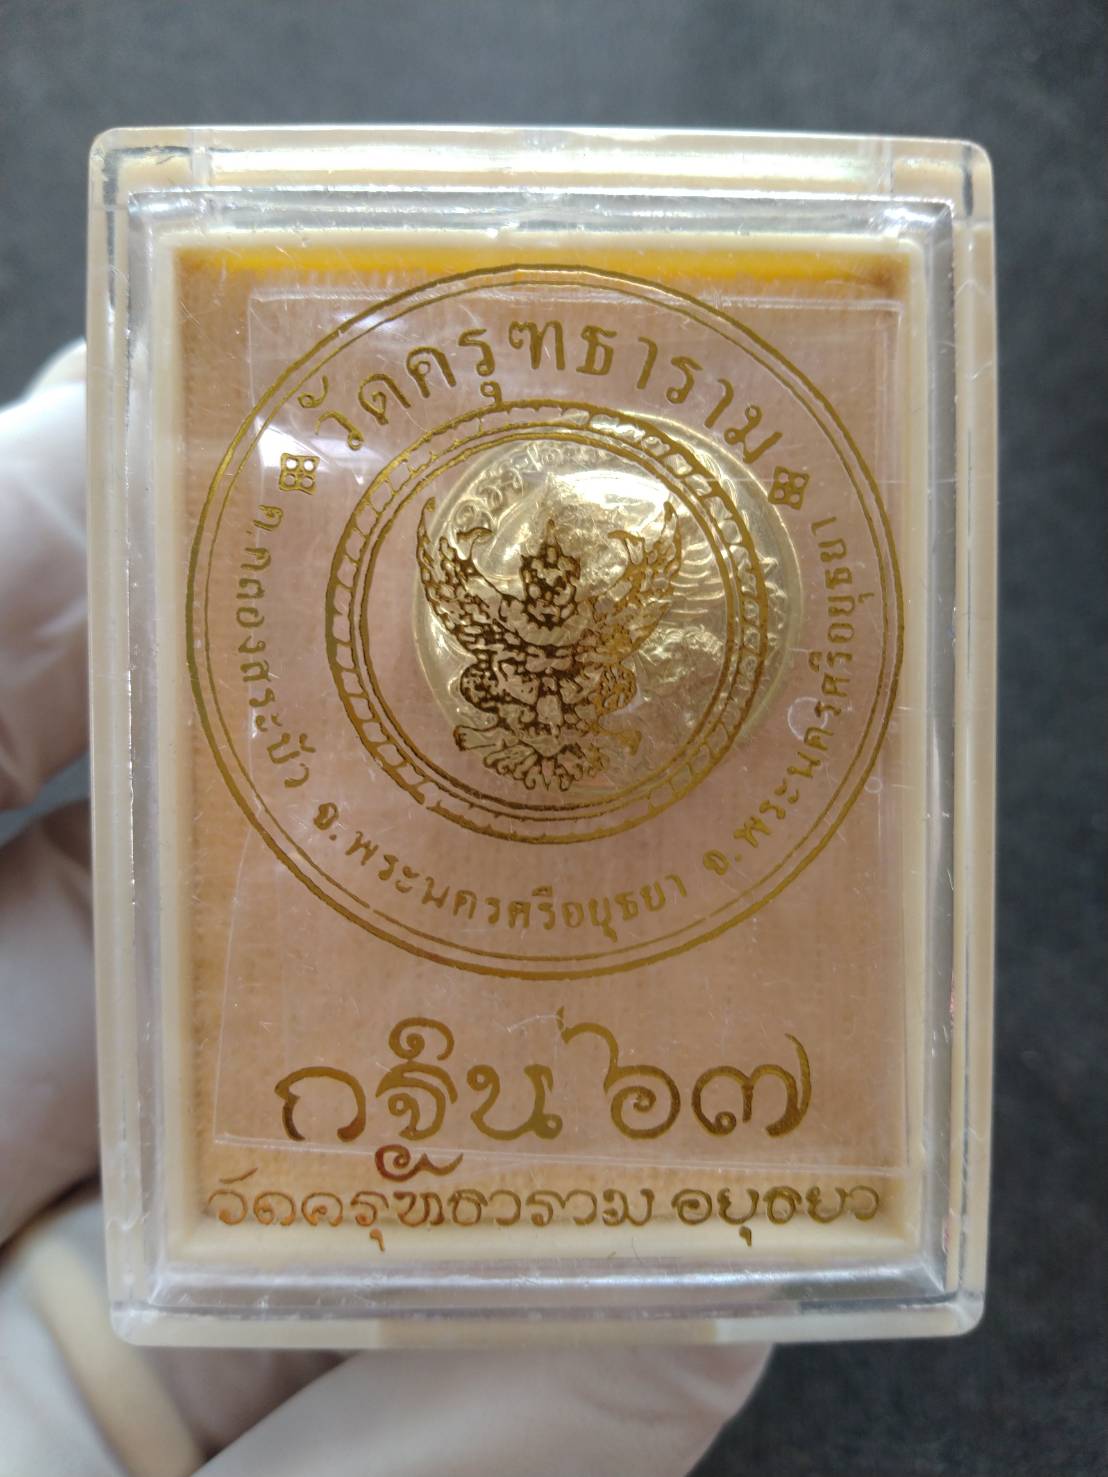 วัดครุฑธาราม
ต.คลองสระบัว อ.พระนครศรีอยุธยา จ.พระนครศรีอยุธยา
กฐิน ๖๗
วัดครุฑธาราม อยุธยา